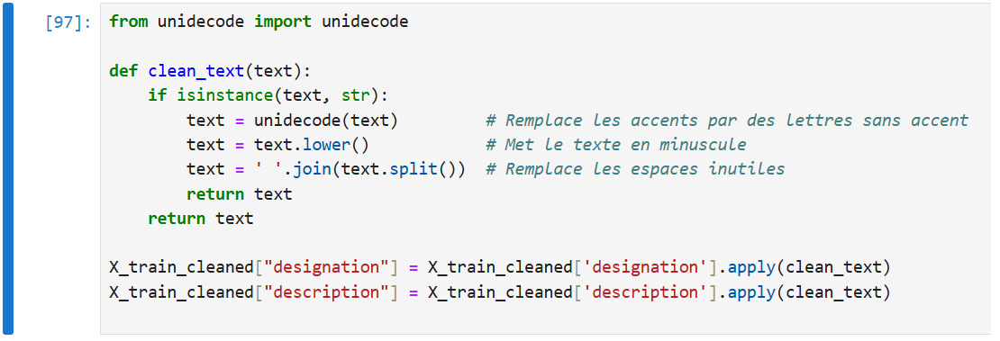 [97]: from unidecode import unidecode
def clean_text(text):
    if isinstance(text, str):
        text = unidecode(text)         # Remplace les accents par des lettres sans accent
        text = text.lower()            # Met le texte en minuscule
        text = ' '.join(text.split())  # Remplace les espaces inutiles
        return text
    return text
X_train_cleaned["designation"] = X_train_cleaned['designation'].apply(clean_text)
X_train_cleaned["description"] = X_train_cleaned['description'].apply(clean_text)